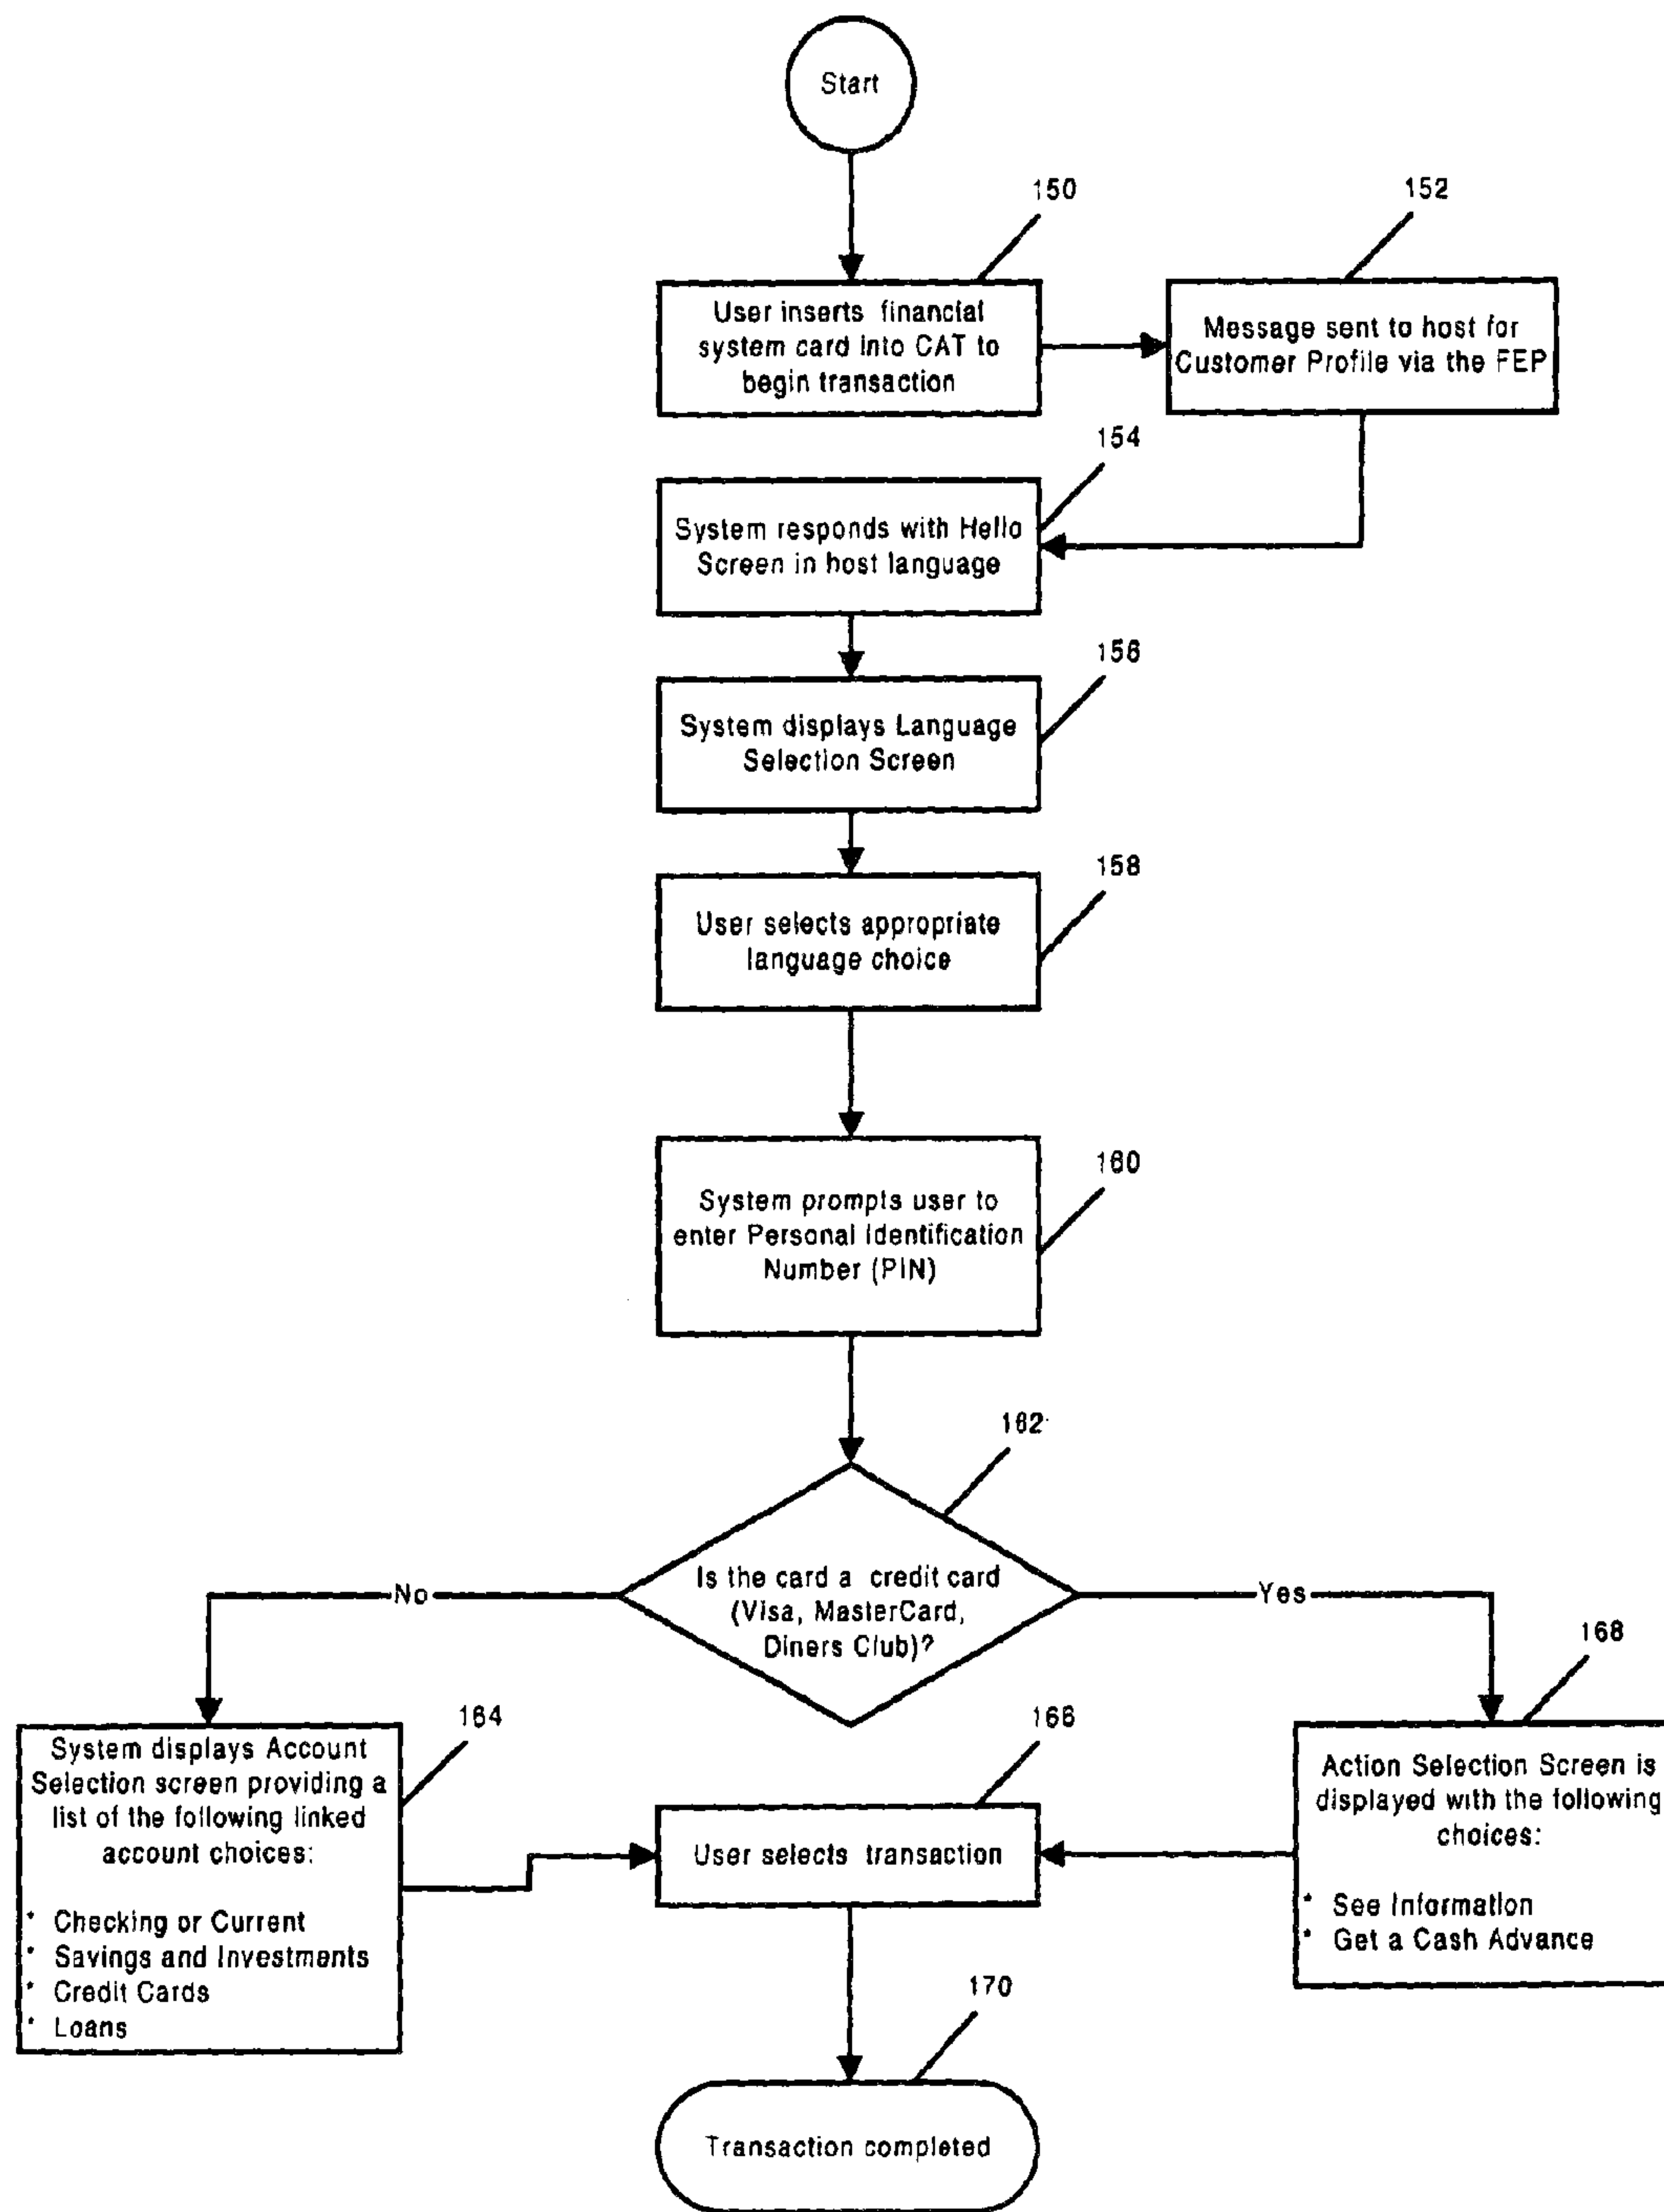 Start
150
User inserts financial
system card into CAT to
begin transaction
152
Message sent to host for
Customer Profile via the FEP
154
System responds with Hello
Screen in host language
156
System displays Language
Selection Screen
158
User selects appropriate
language choice
160
System prompts user to
enter Personal Identification
Number (PIN)
162
Is the card a credit card
(Visa, MasterCard,
Diners Club)?
No
Yes
164
System displays Account
Selection screen providing a
list of the following linked
account choices:
* Checking or Current
* Savings and Investments
* Credit Cards
* Loans
166
User selects transaction
168
Action Selection Screen is
displayed with the following
choices:
* See Information
* Get a Cash Advance
170
Transaction completed